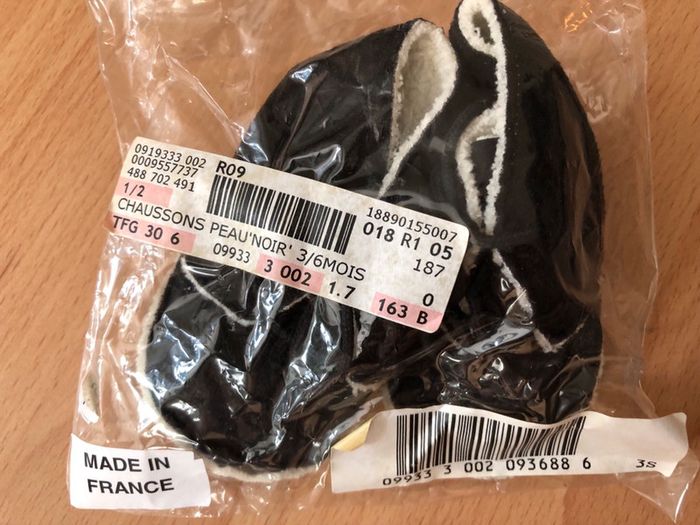 0919333 002
0009557737
488 702 491
R09
1/2
18890155007
018 R1 05
187
0
CHAUSSONS PEAU'NOIR' 3/6MOIS
TFG 30 6
09933 3 002 1.7
163 B
MADE IN
FRANCE
09933 3 002 093688 6
3S